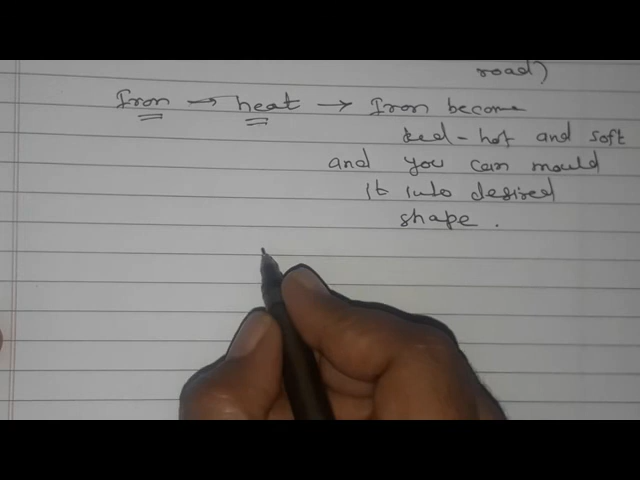 road)
Iron → heat → Iron become
Red-hot and soft
and you can mould
it into desired
shape.